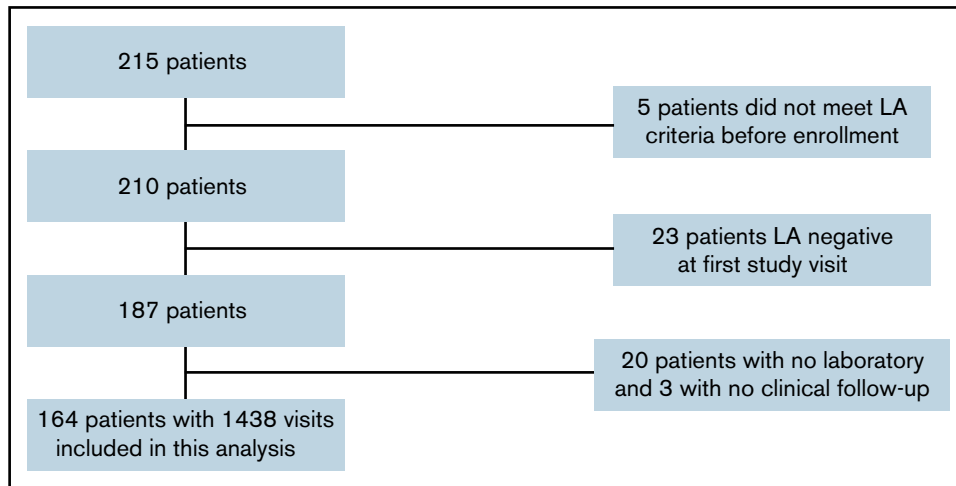 215 patients
5 patients did not meet LA
criteria before enrollment
210 patients
23 patients LA negative
at first study visit
187 patients
20 patients with no laboratory
and 3 with no clinical follow-up
164 patients with 1438 visits
included in this analysis